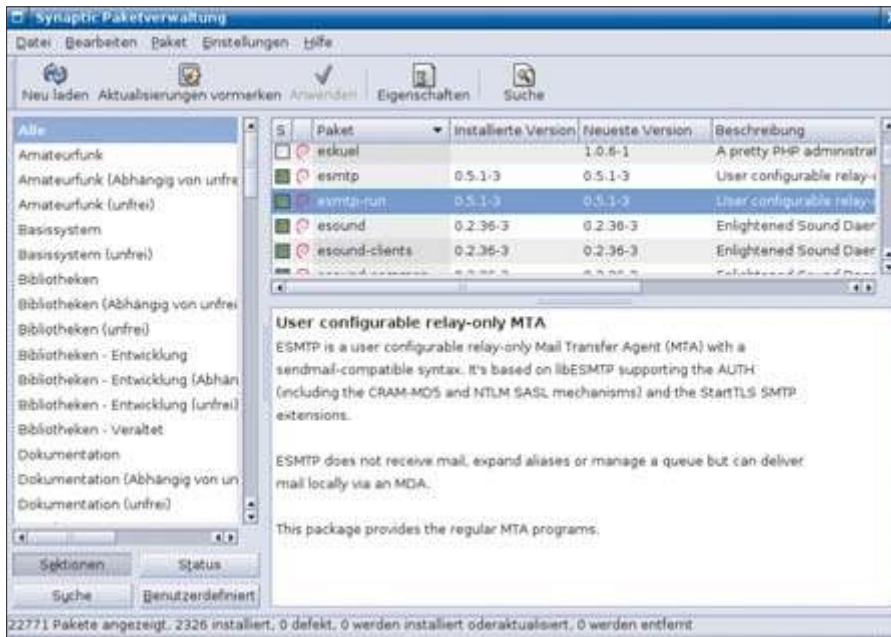 Synaptic Paketverwaltung
Datei Bearbeiten Paket Einstellungen Hilfe
Neu laden Aktualisierungen vormerken Anwenden Eigenschaften Suche
Alle
Amateurfunk
Amateurfunk (Abhängig von unfre
Amateurfunk (unfrei)
Basissystem
Basissystem (unfrei)
Bibliotheken
Bibliotheken (Abhängig von unfrei
Bibliotheken (unfrei)
Bibliotheken - Entwicklung
Bibliotheken - Entwicklung (Abhän
Bibliotheken - Entwicklung (unfrei)
Bibliotheken - Veraltet
Dokumentation
Dokumentation (Abhängig von un
Dokumentation (unfrei)
Sektionen Status
Suche Benutzerdefiniert
S Paket Installierte Version Neueste Version Beschreibung
eskuel 1.0.6-1 A pretty PHP administrat
esmtp 0.5.1-3 0.5.1-3 User configurable relay-
esmtp-run 0.5.1-3 0.5.1-3 User configurable relay-
esound 0.2.36-3 0.2.36-3 Enlightened Sound Daer
esound-clients 0.2.36-3 0.2.36-3 Enlightened Sound Daer
User configurable relay-only MTA
ESMTP is a user configurable relay-only Mail Transfer Agent (MTA) with a
sendmail-compatible syntax. It's based on libESMTP supporting the AUTH
(including the CRAM-MD5 and NTLM SASL mechanisms) and the StartTLS SMTP
extensions.
ESMTP does not receive mail, expand aliases or manage a queue but can deliver
mail locally via an MDA.
This package provides the regular MTA programs.
22771 Pakete angezeigt, 2326 installiert, 0 defekt, 0 werden installiert oderaktualisiert, 0 werden entfernt